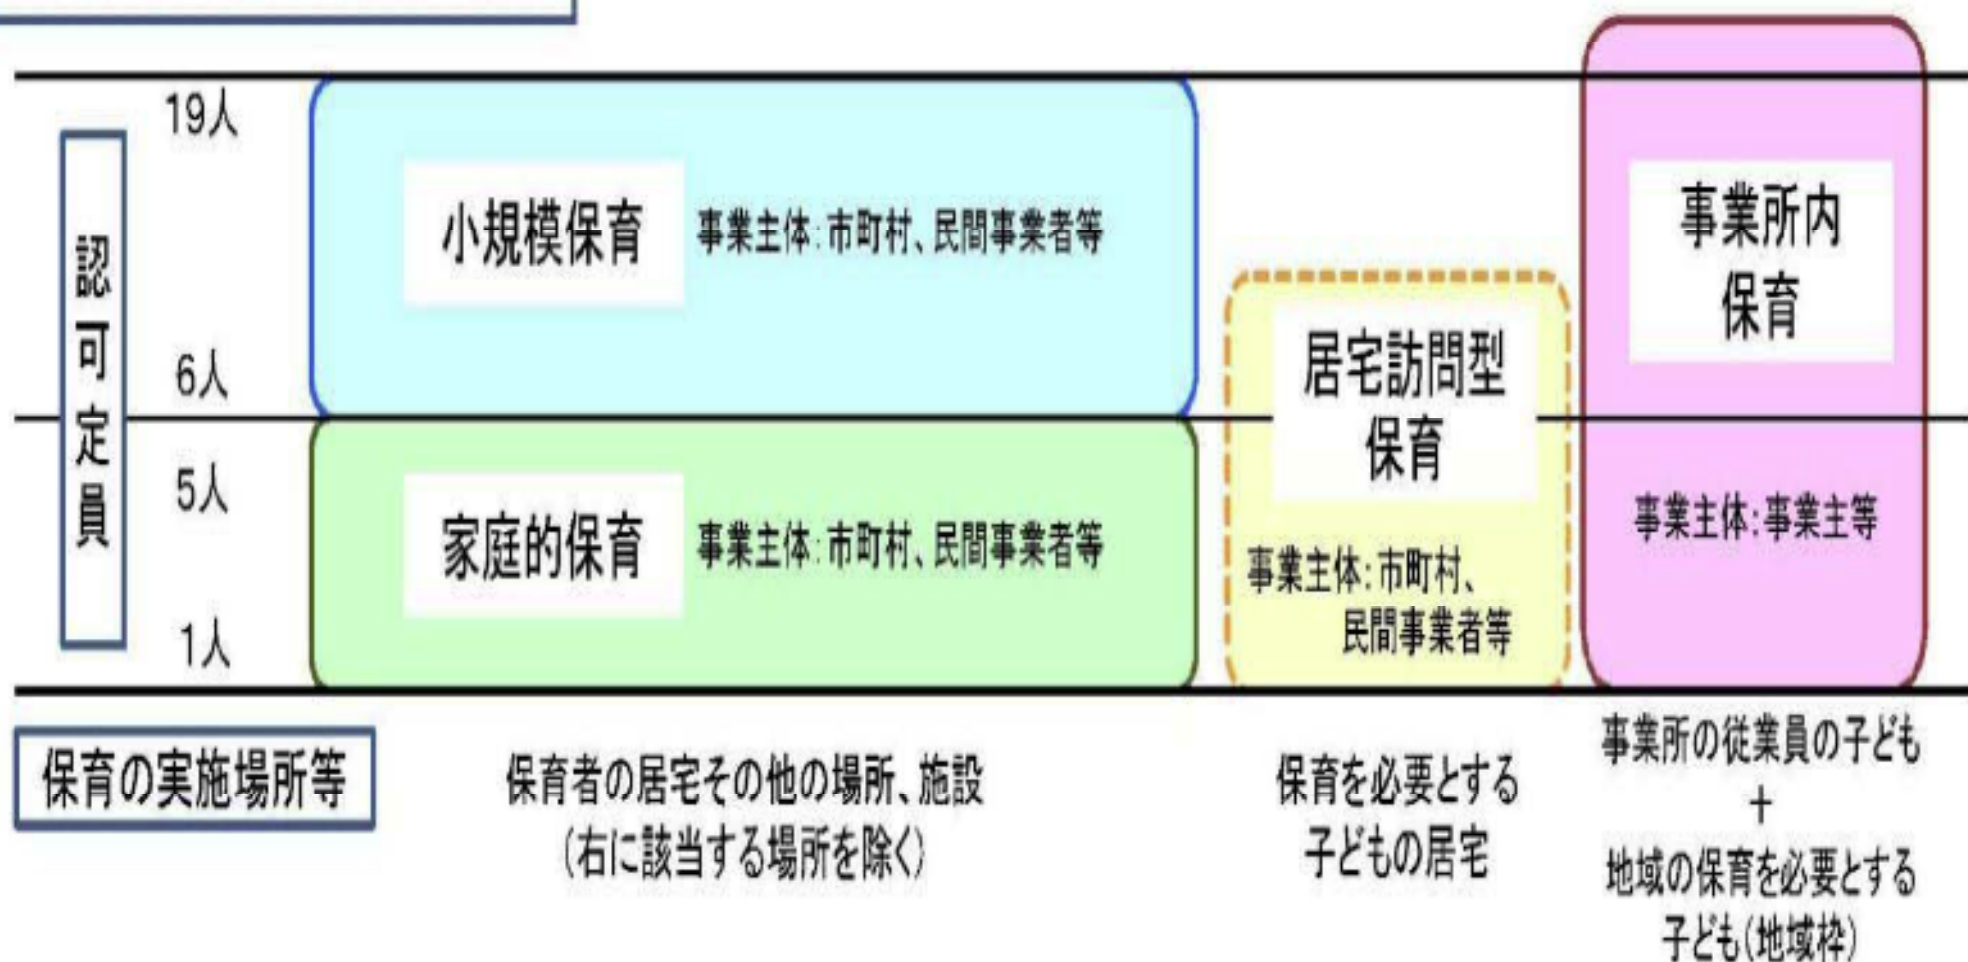 19人
認可定員
6人
5人
1人
小規模保育
事業主体:市町村、民間事業者等
家庭的保育
事業主体:市町村、民間事業者等
居宅訪問型
保育
事業主体:市町村、
民間事業者等
事業所内
保育
事業主体:事業主等
保育の実施場所等
保育者の居宅その他の場所、施設
(右に該当する場所を除く)
保育を必要とする
子どもの居宅
事業所の従業員の子ども
+
地域の保育を必要とする
子ども(地域枠)